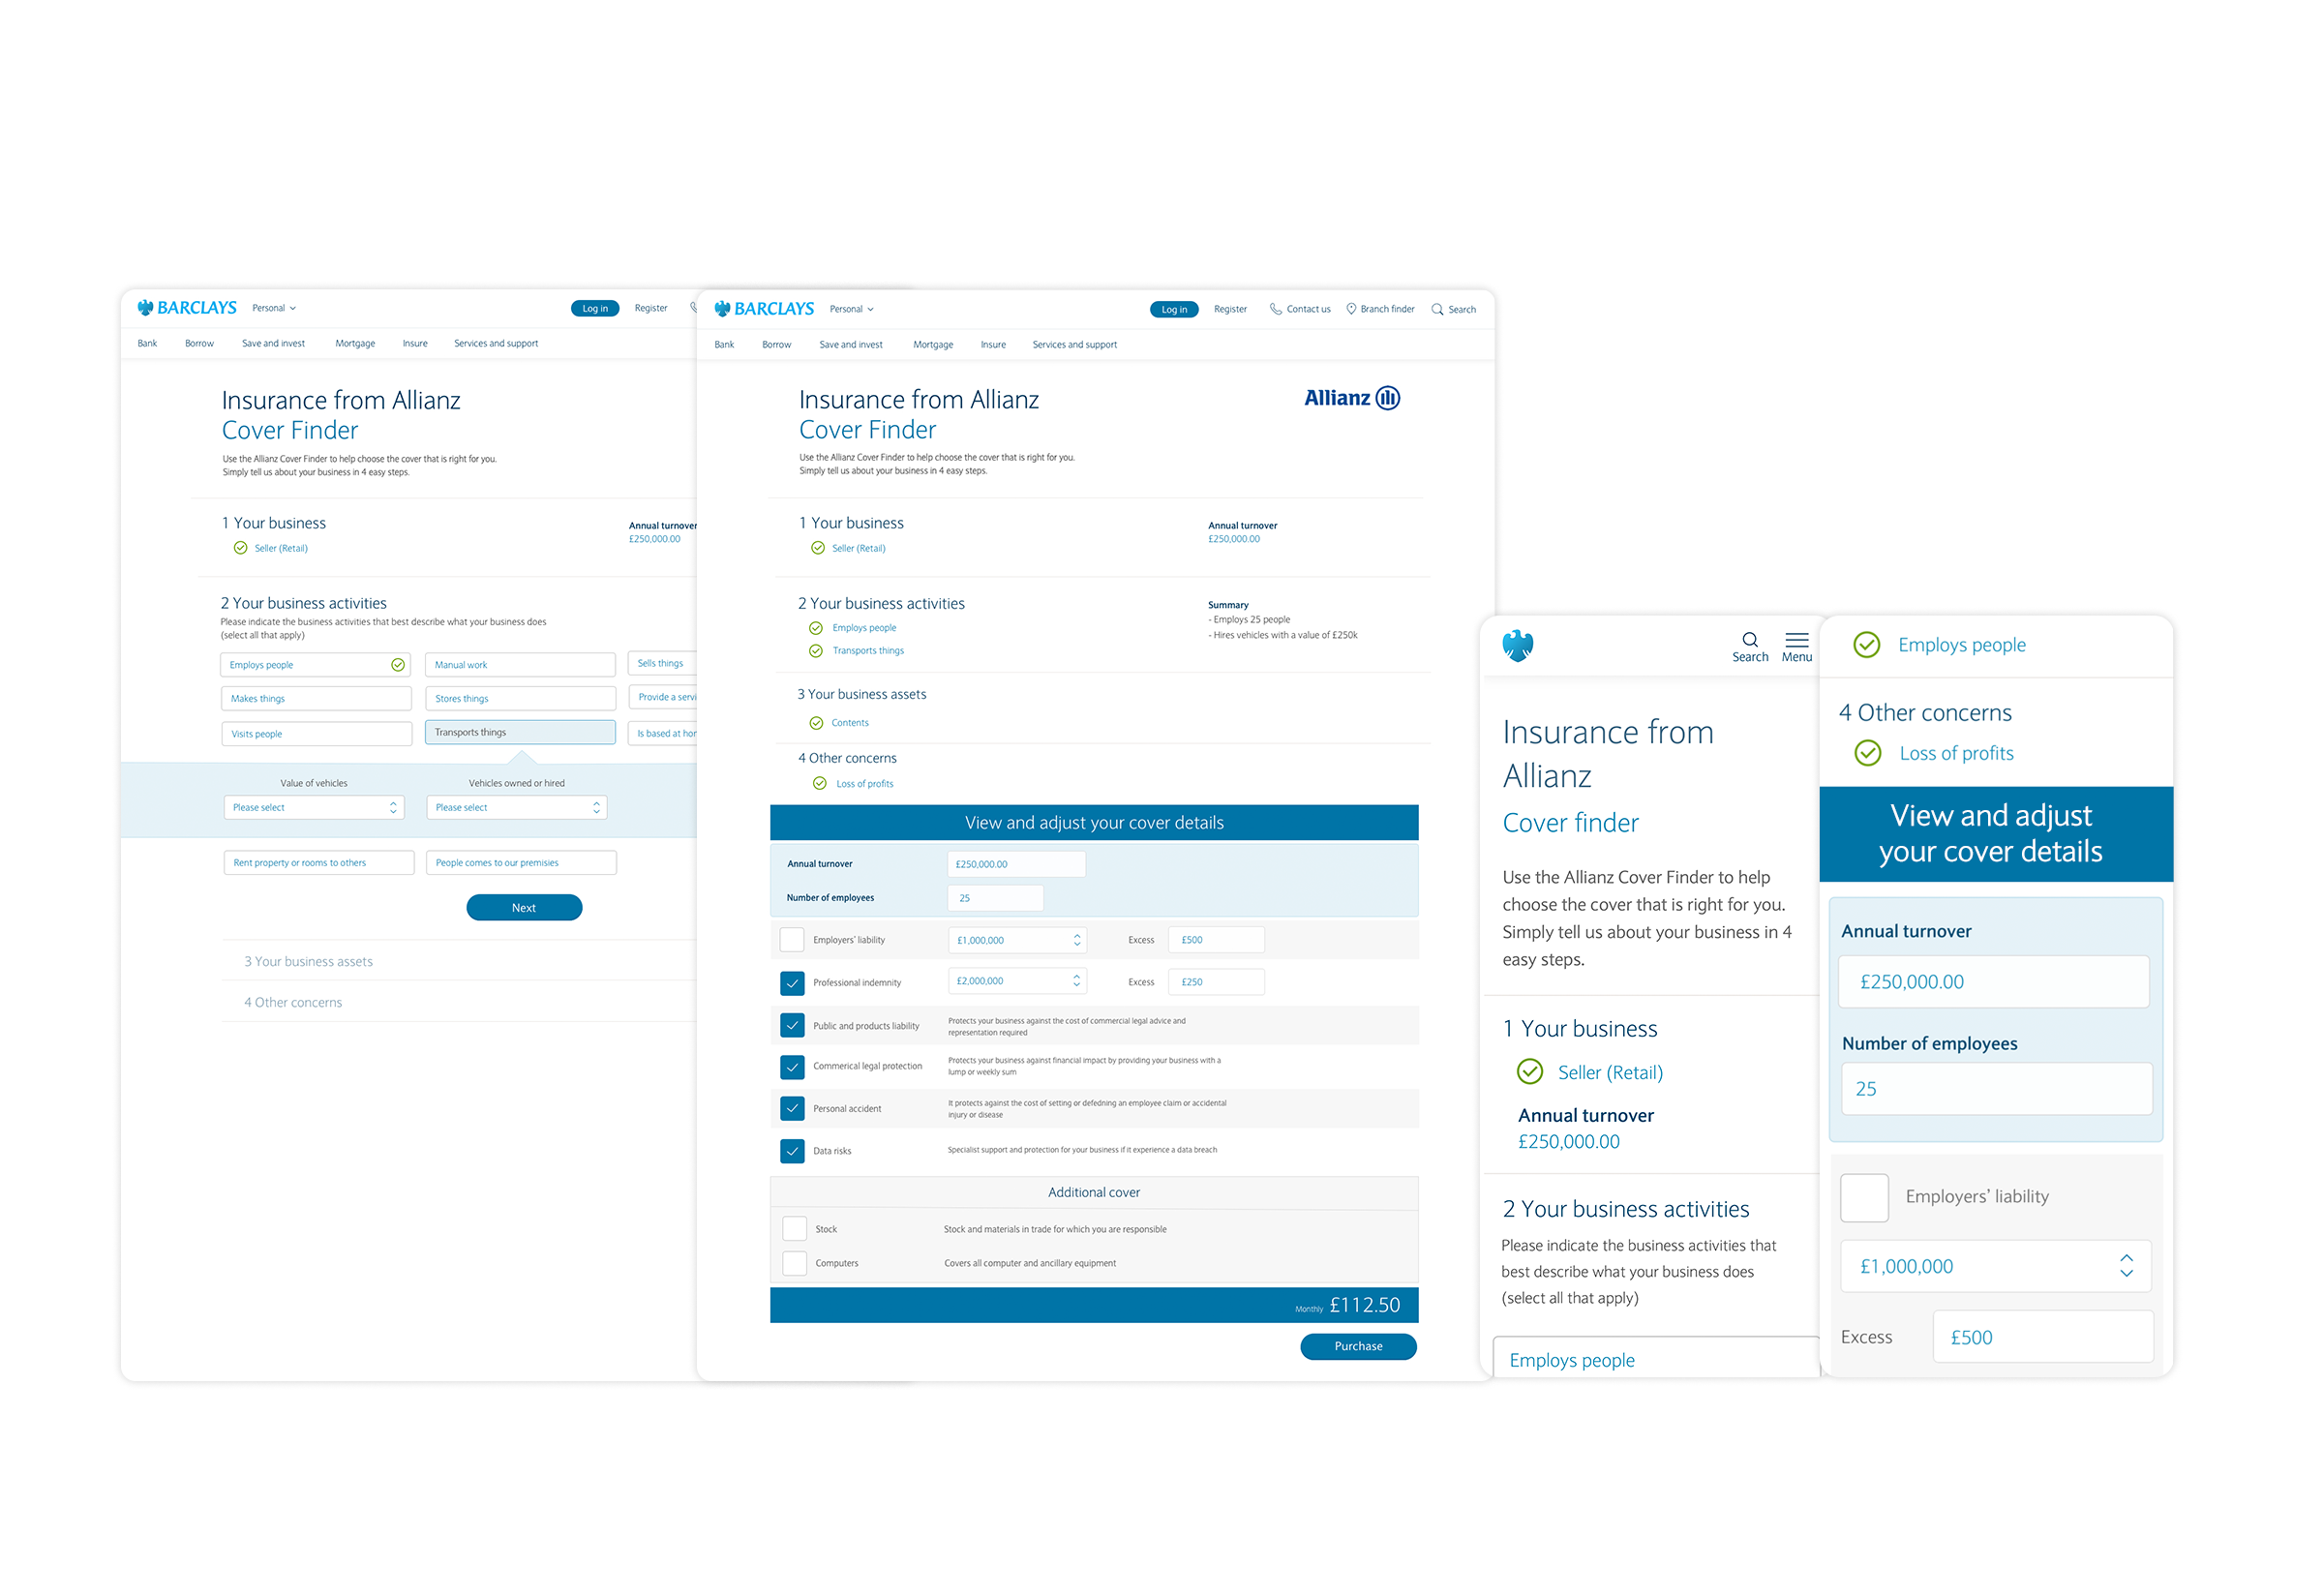 BARCLAYS Personal Log in Register
Bank Borrow Save and invest Mortgage Insure Services and support
Insurance from Allianz
Cover Finder
Use the Allianz Cover Finder to help choose the cover that is right for you.
Simply tell us about your business in 4 easy steps.
1 Your business
Seller (Retail)
Annual turnover
£250,000.00
2 Your business activities
Please indicate the business activities that best describe what your business does
(select all that apply)
Employs people Manual work Sells things
Makes things Stores things Provide a servi
Visits people Transports things Is based at hom
Value of vehicles Vehicles owned or hired
Please select Please select
Rent property or rooms to others People comes to our premisies
Next
3 Your business assets
4 Other concerns
BARCLAYS Personal Log in Register Contact us Branch finder Search
Bank Borrow Save and invest Mortgage Insure Services and support
Insurance from Allianz
Cover Finder
Allianz
Use the Allianz Cover Finder to help choose the cover that is right for you.
Simply tell us about your business in 4 easy steps.
1 Your business
Seller (Retail)
Annual turnover
£250,000.00
2 Your business activities
Employs people
Transports things
Summary
- Employs 25 people
- Hires vehicles with a value of £250k
3 Your business assets
Contents
4 Other concerns
Loss of profits
View and adjust your cover details
Annual turnover £250,000.00
Number of employees 25
Employers' liability £1,000,000 Excess £500
Professional indemnity £2,000,000 Excess £250
Public and products liability Protects your business against the cost of commercial legal advice and
representation required
Commerical legal protection Protects your business against financial impact by providing your business with a
lump or weekly sum
Personal accident It protects against the cost of setting or defedning an employee claim or accidental
injury or disease
Data risks Specialist support and protection for your business if it experience a data breach
Additional cover
Stock Stock and materials in trade for which you are responsible
Computers Covers all computer and ancillary equipment
Monthly £112.50
Purchase
Search Menu
Insurance from
Allianz
Cover finder
Use the Allianz Cover Finder to help
choose the cover that is right for you.
Simply tell us about your business in 4
easy steps.
1 Your business
Seller (Retail)
Annual turnover
£250,000.00
2 Your business activities
Please indicate the business activities that
best describe what your business does
(select all that apply)
Employs people
Employs people
4 Other concerns
Loss of profits
View and adjust
your cover details
Annual turnover
£250,000.00
Number of employees
25
Employers' liability
£1,000,000
Excess £500